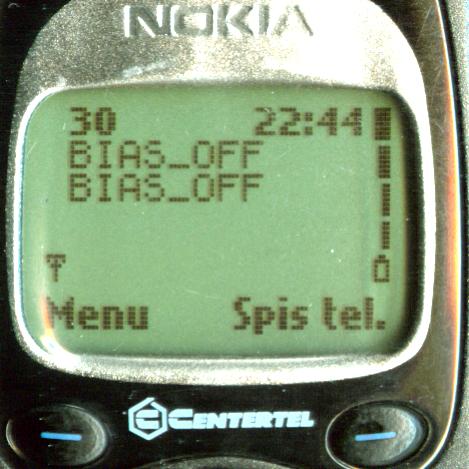 NOKIA
30 22:44
BIAS_OFF
BIAS_OFF
Menu Spis tel.
CENTERTEL